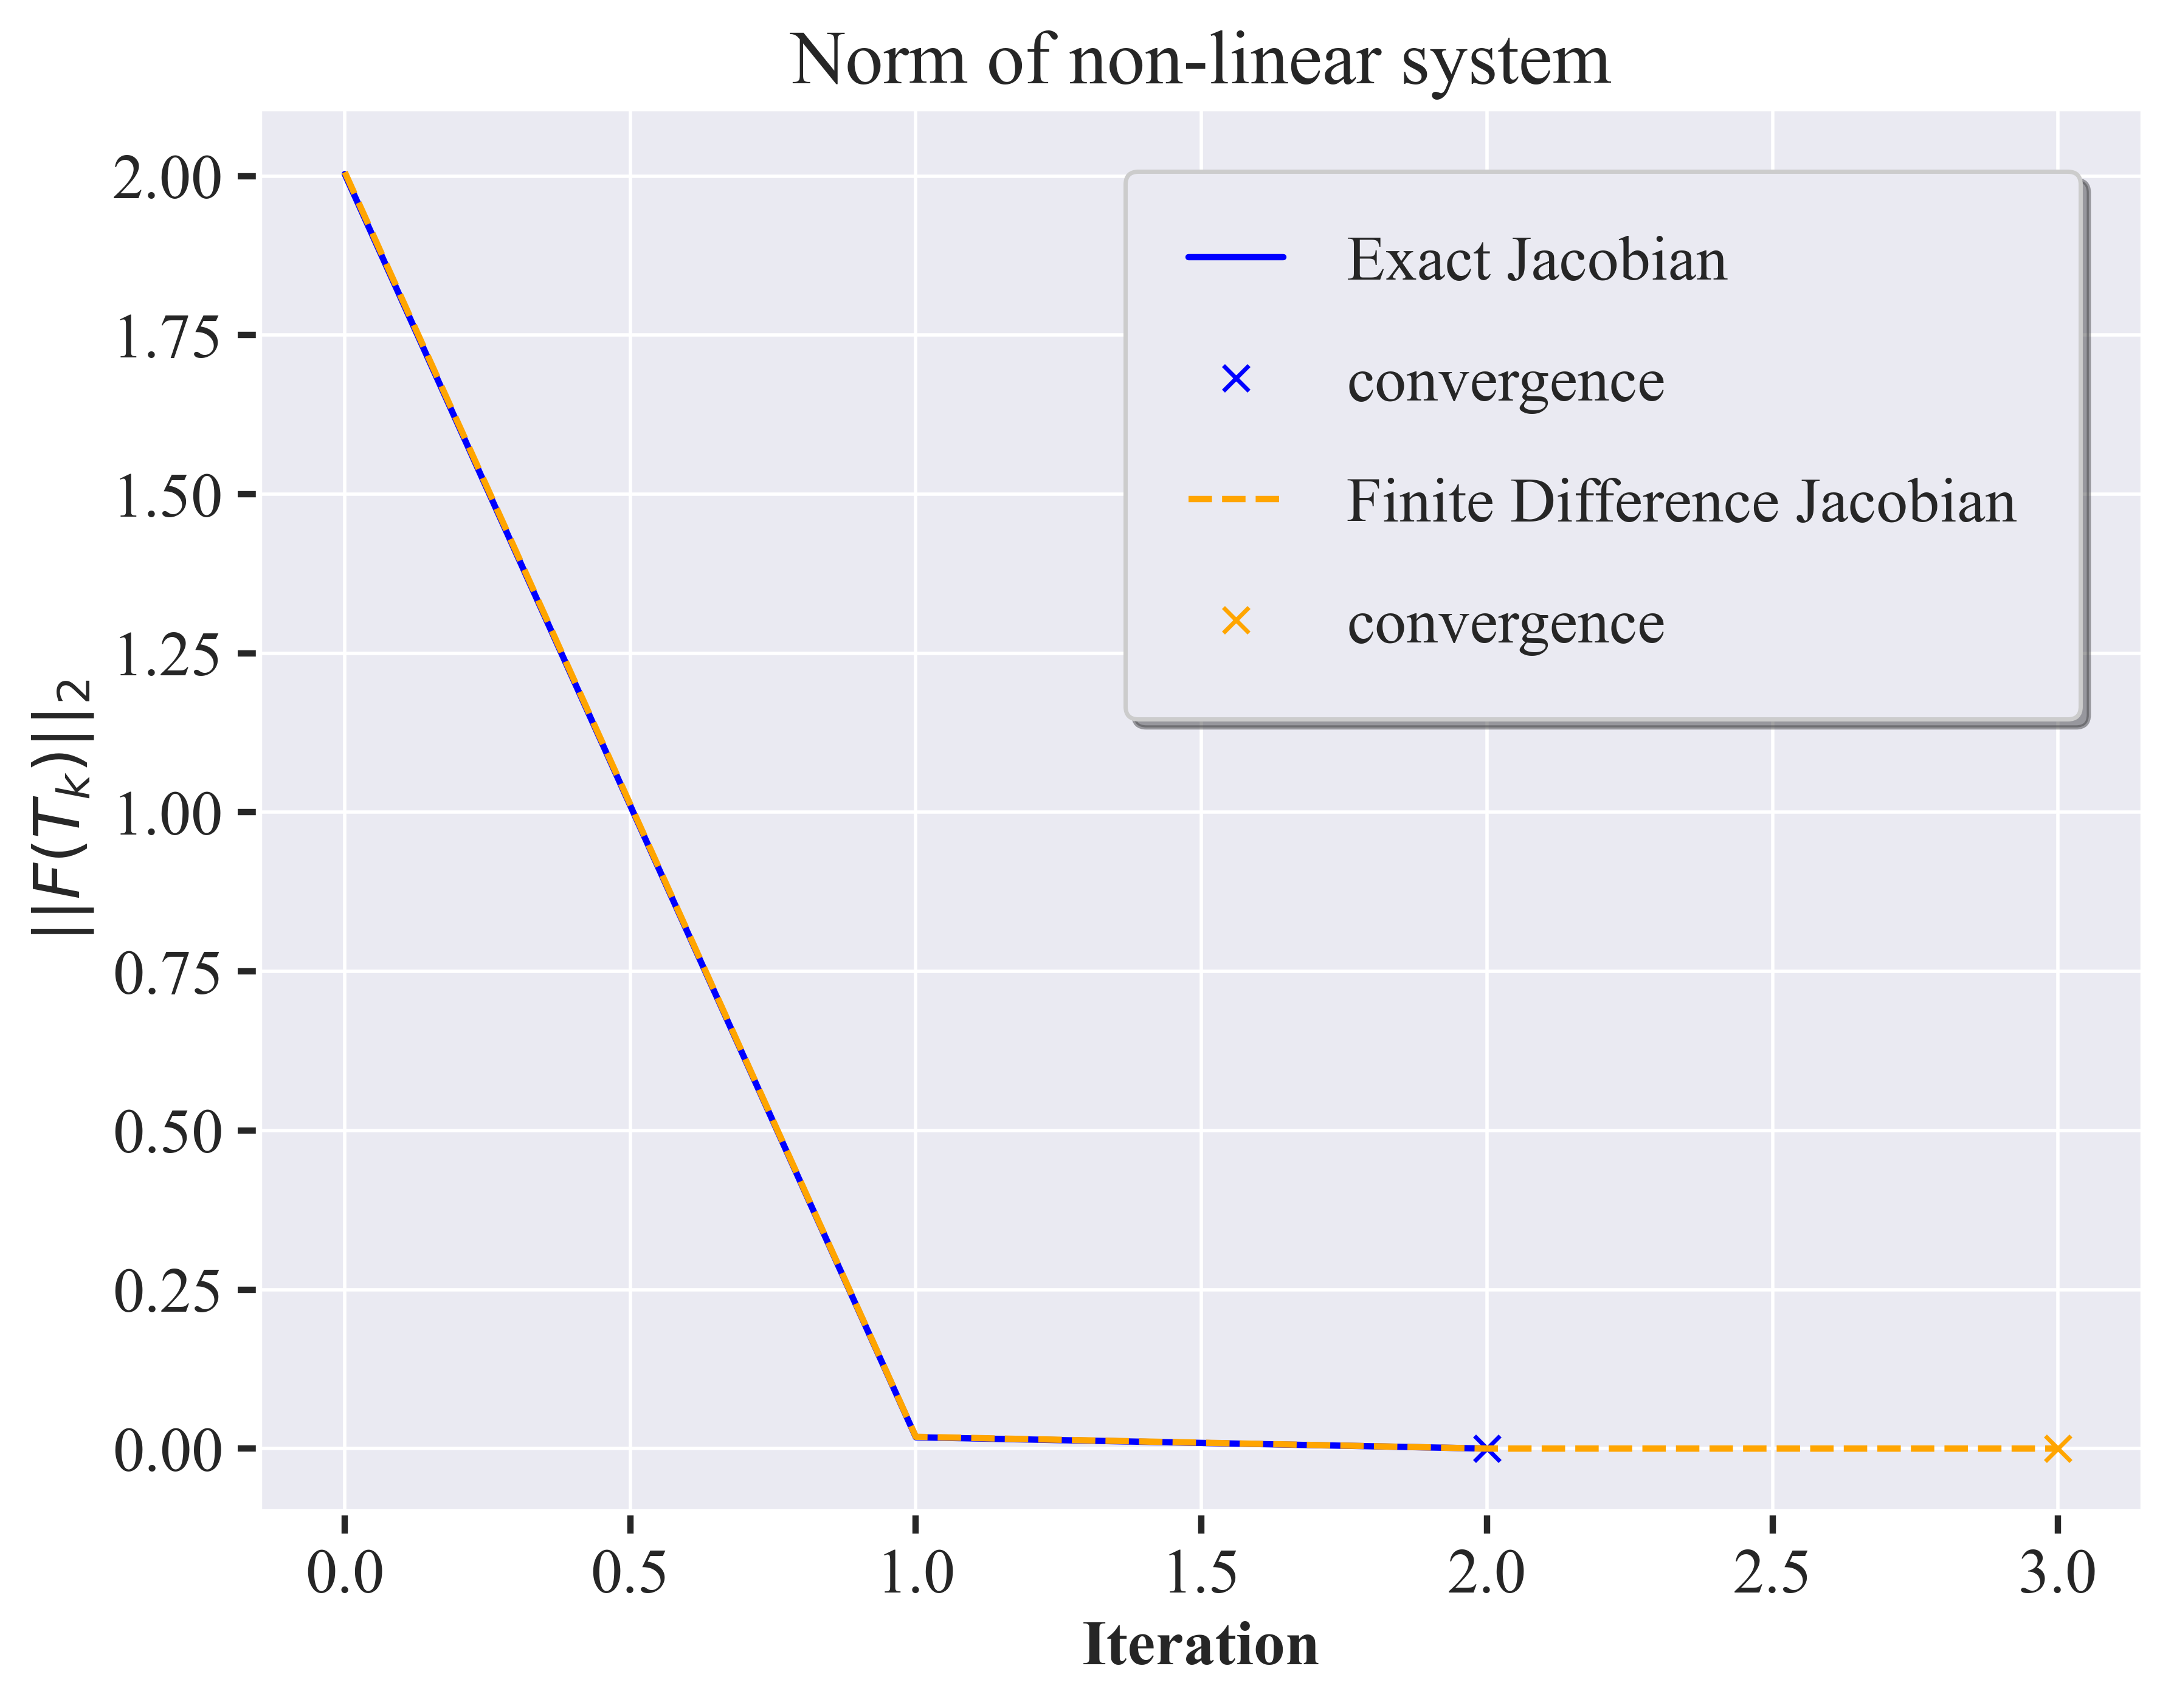 Norm of non-linear system
Exact Jacobian
convergence
Finite Difference Jacobian
convergence
||F(T_k)||_2
2.00
1.75
1.50
1.25
1.00
0.75
0.50
0.25
0.00
0.0 0.5 1.0 1.5 2.0 2.5 3.0
Iteration